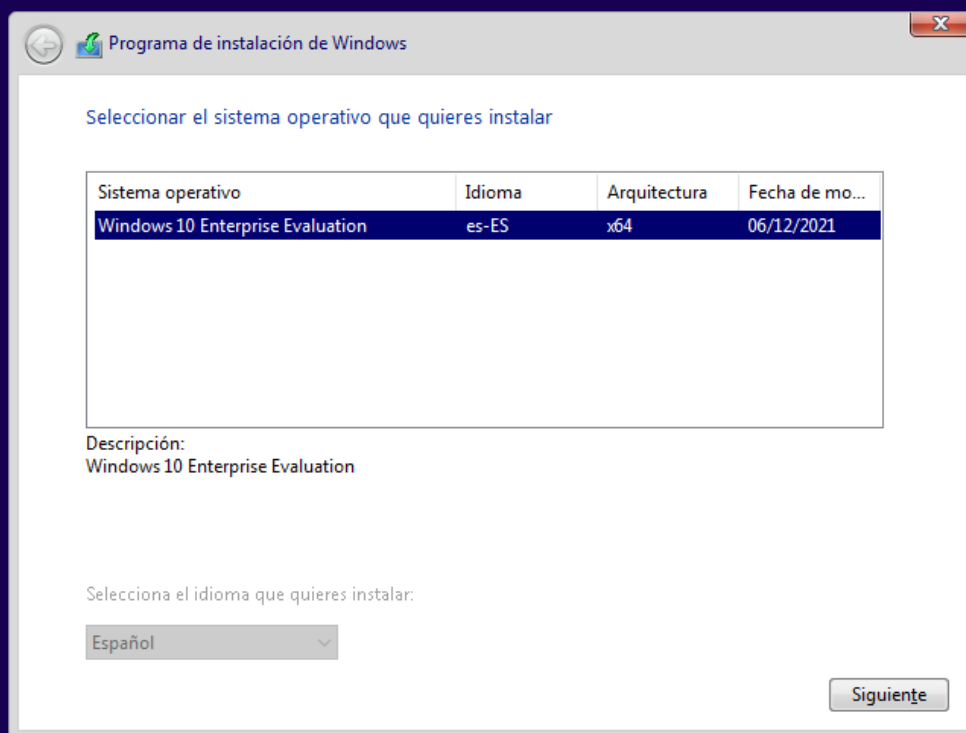 Programa de instalación de Windows
Seleccionar el sistema operativo que quieres instalar
Sistema operativo Idioma Arquitectura Fecha de mo...
Windows 10 Enterprise Evaluation es-ES x64 06/12/2021
Descripción:
Windows 10 Enterprise Evaluation
Selecciona el idioma que quieres instalar:
Español
Siguiente